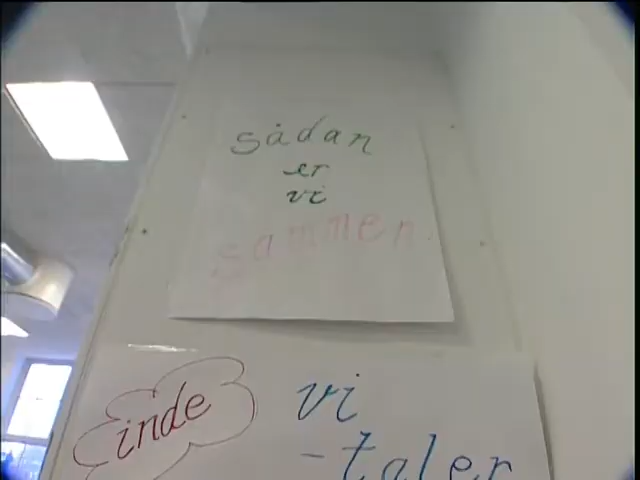 sådan
er
vi
sammen
inde
vi
-taler